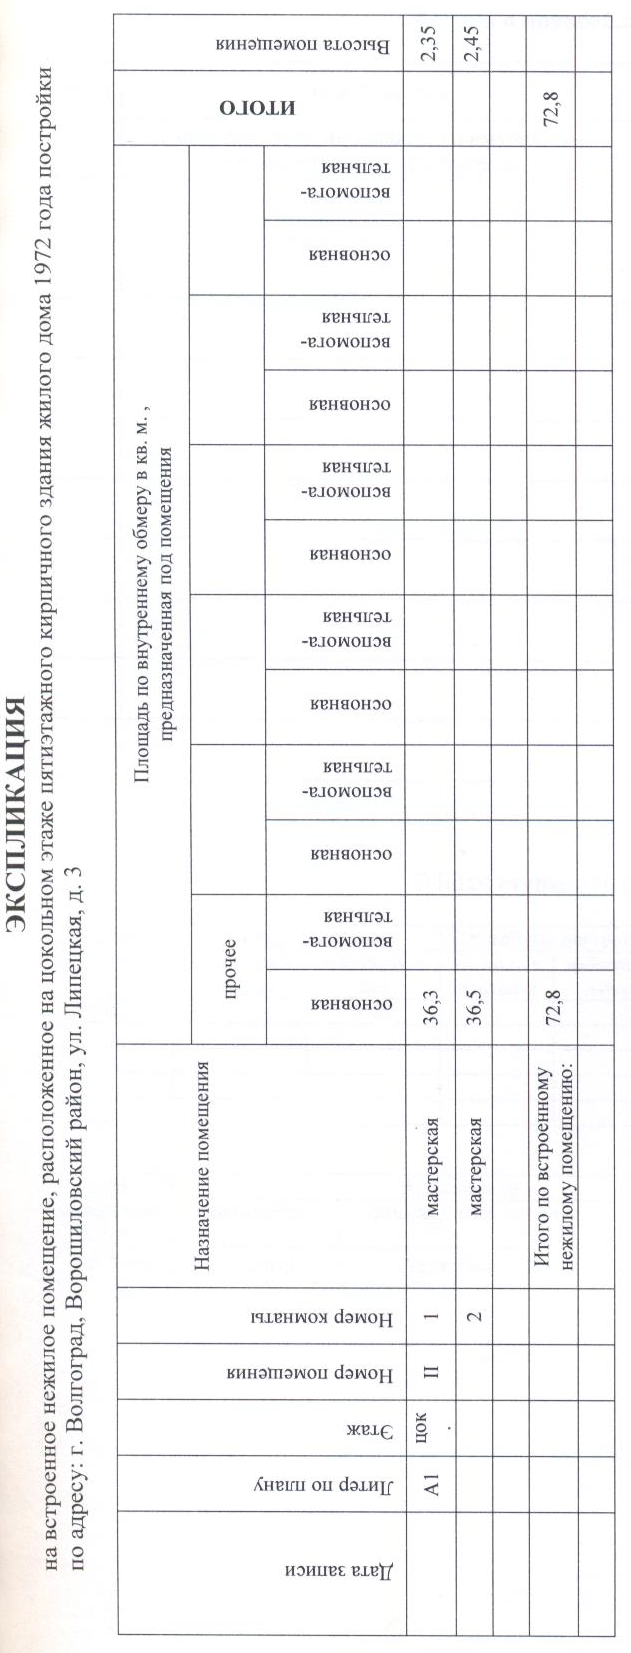 ЭКСПЛИКАЦИЯ
на встроенное нежилое помещение, расположенное на цокольном этаже пятиэтажного кирпичного здания жилого дома 1972 года постройки
по адресу: г. Волгоград, Ворошиловский район, ул. Липецкая, д. 3
Дата записи
Литер по плану
Этаж
Номер помещения
Номер комнаты
Назначение помещения
Площадь по внутреннему обмеру в кв. м. ,
предназначенная под помещения
ИТОГО
Высота помещения
прочее
основная
вспомога-
тельная
основная
вспомога-
тельная
основная
вспомога-
тельная
основная
вспомога-
тельная
основная
вспомога-
тельная
основная
вспомога-
тельная
А1 цок . II 1 мастерская 36,3 2,35
2 мастерская 36,5 2,45
Итого по встроенному
нежилому помещению:
72,8 72,8